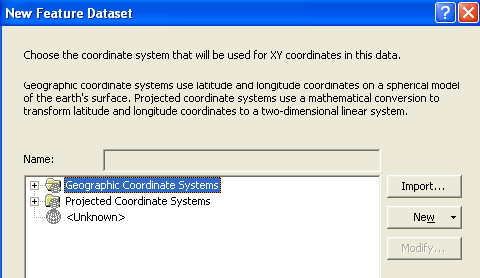 New Feature Dataset
Choose the coordinate system that will be used for XY coordinates in this data.
Geographic coordinate systems use latitude and longitude coordinates on a spherical model
of the earth's surface. Projected coordinate systems use a mathematical conversion to
transform latitude and longitude coordinates to a two-dimensional linear system.
Name:
Geographic Coordinate Systems
Import...
Projected Coordinate Systems
<Unknown>
New
Modify...